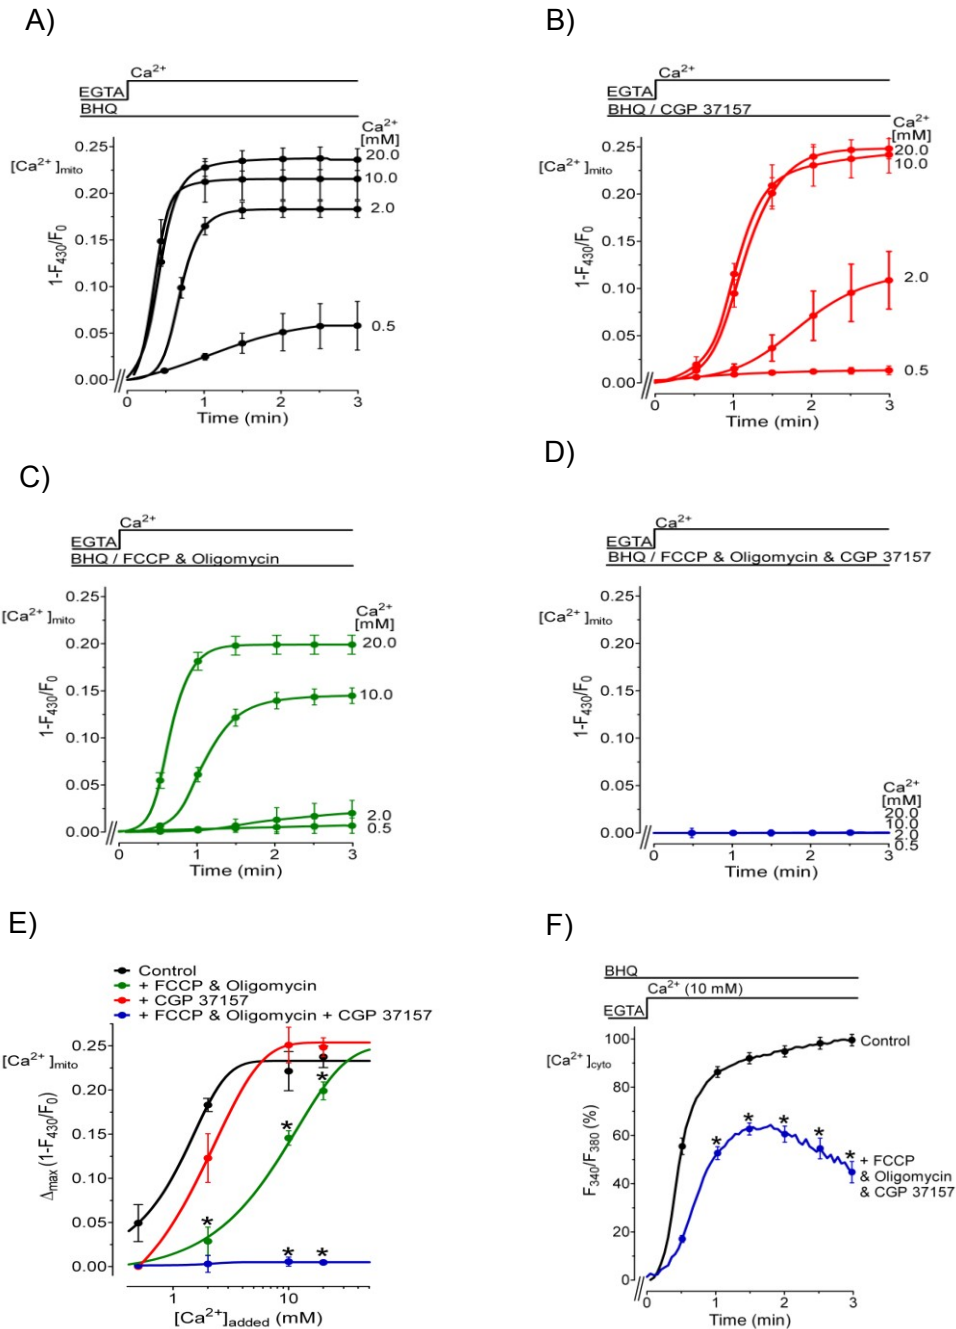 A)
Ca²⁺
EGTA
BHQ
Ca²⁺
[mM]
[Ca²⁺]mito
1-F430/F0
0.25
0.20
0.15
0.10
0.05
0.00
20.0
10.0
2.0
0.5
0 1 2 3
Time (min)
B)
Ca²⁺
EGTA
BHQ / CGP 37157
Ca²⁺
[mM]
[Ca²⁺]mito
1-F430/F0
0.25
0.20
0.15
0.10
0.05
0.00
20.0
10.0
2.0
0.5
0 1 2 3
Time (min)
C)
Ca²⁺
EGTA
BHQ / FCCP & Oligomycin
Ca²⁺
[mM]
[Ca²⁺]mito
1-F430/F0
0.25
0.20
0.15
0.10
0.05
0.00
20.0
10.0
2.0
0.5
0 1 2 3
Time (min)
D)
Ca²⁺
EGTA
BHQ / FCCP & Oligomycin & CGP 37157
[Ca²⁺]mito
1-F430/F0
0.25
0.20
0.15
0.10
0.05
0.00
Ca²⁺
[mM]
20.0
10.0
2.0
0.5
0 1 2 3
Time (min)
E)
Control
+ FCCP & Oligomycin
+ CGP 37157
+ FCCP & Oligomycin + CGP 37157
[Ca²⁺]mito
Δmax (1-F430/F0)
0.25
0.20
0.15
0.10
0.05
0.00
* * * * *
1 10
[Ca²⁺]added (mM)
F)
BHQ
Ca²⁺ (10 mM)
EGTA
[Ca²⁺]cyto
F340/F380 (%)
100
80
60
40
20
0
Control
* * * * *
+ FCCP
& Oligomycin
& CGP 37157
0 1 2 3
Time (min)